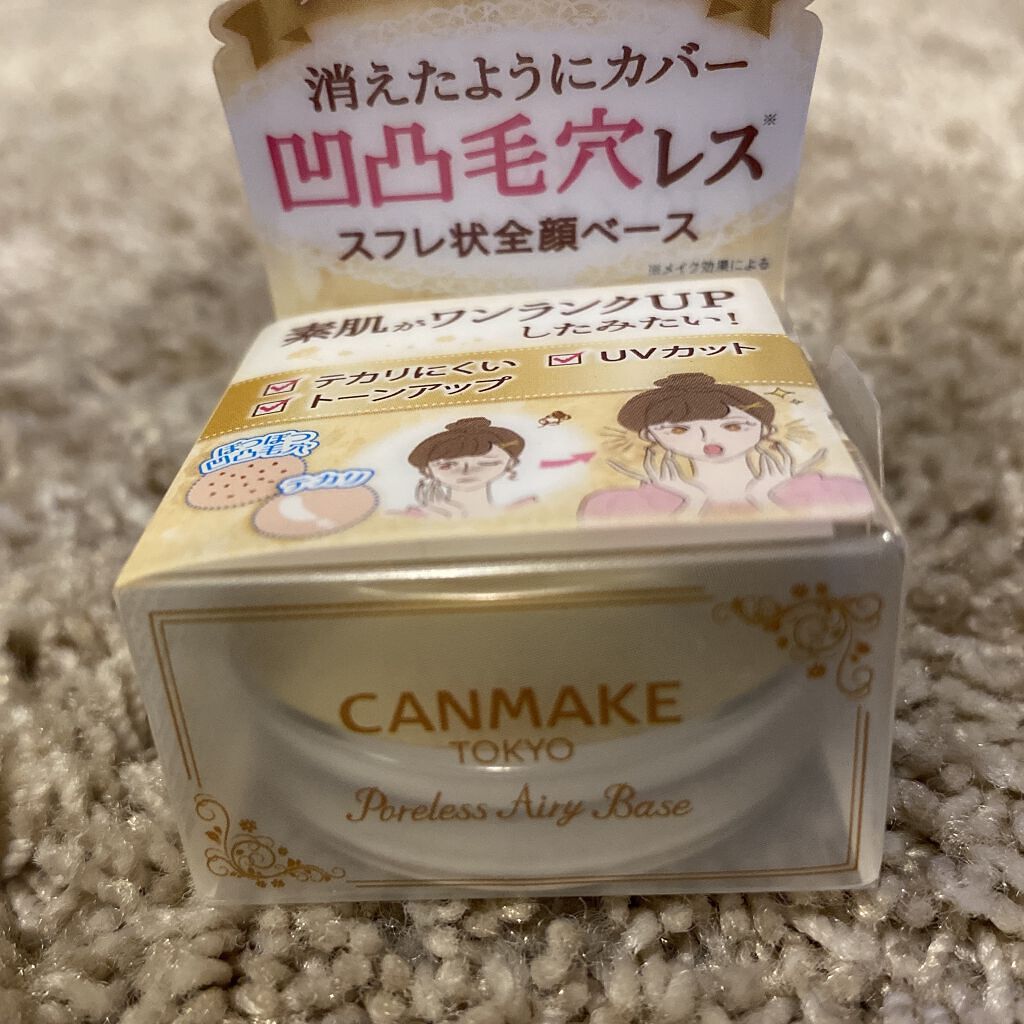 消えたようにカバー
凹凸毛穴レス※
スフレ状全顔ベース
※メイク効果による
素肌がワンランクUP
したみたい!
テカリにくい
UVカット
トーンアップ
ぽつぽつ
凹凸毛穴
テカリ
CANMAKE
TOKYO
Poreless Airy Base